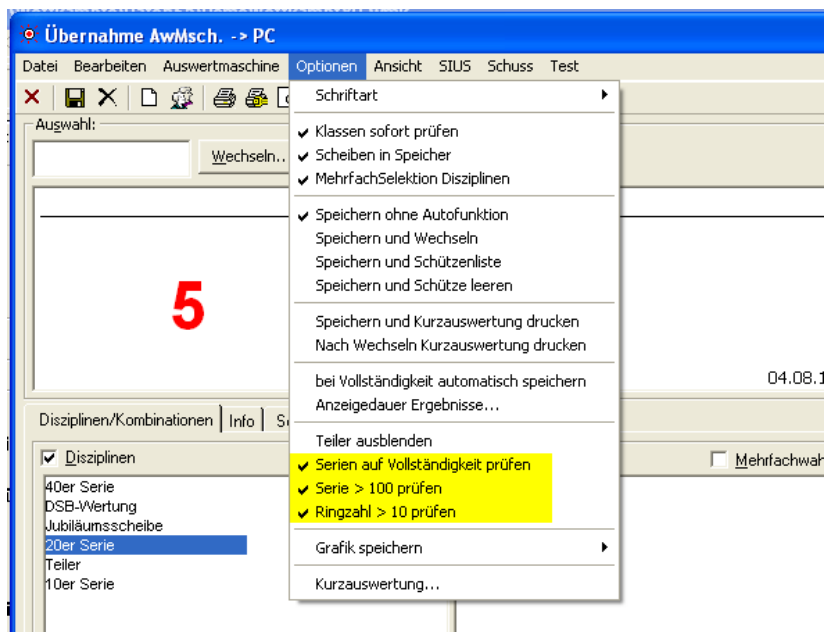 Übernahme AwMsch. -> PC
Datei Bearbeiten Auswertmaschine Optionen Ansicht SIUS Schuss Test
Auswahl:
Wechseln..
Schriftart
Klassen sofort prüfen
Scheiben in Speicher
MehrfachSelektion Disziplinen
Speichern ohne Autofunktion
Speichern und Wechseln
Speichern und Schützenliste
Speichern und Schütze leeren
5
Speichern und Kurzauswertung drucken
Nach Wechseln Kurzauswertung drucken
bei Vollständigkeit automatisch speichern
04.08.1
Anzeigedauer Ergebnisse...
Disziplinen/Kombinationen Info
Teiler ausblenden
Disziplinen
Serien auf Vollständigkeit prüfen
Mehrfachwah
40er Serie
Serie > 100 prüfen
DSB-Wertung
Ringzahl > 10 prüfen
Jubiläumsscheibe
20er Serie
Grafik speichern
Teiler
10er Serie
Kurzauswertung...